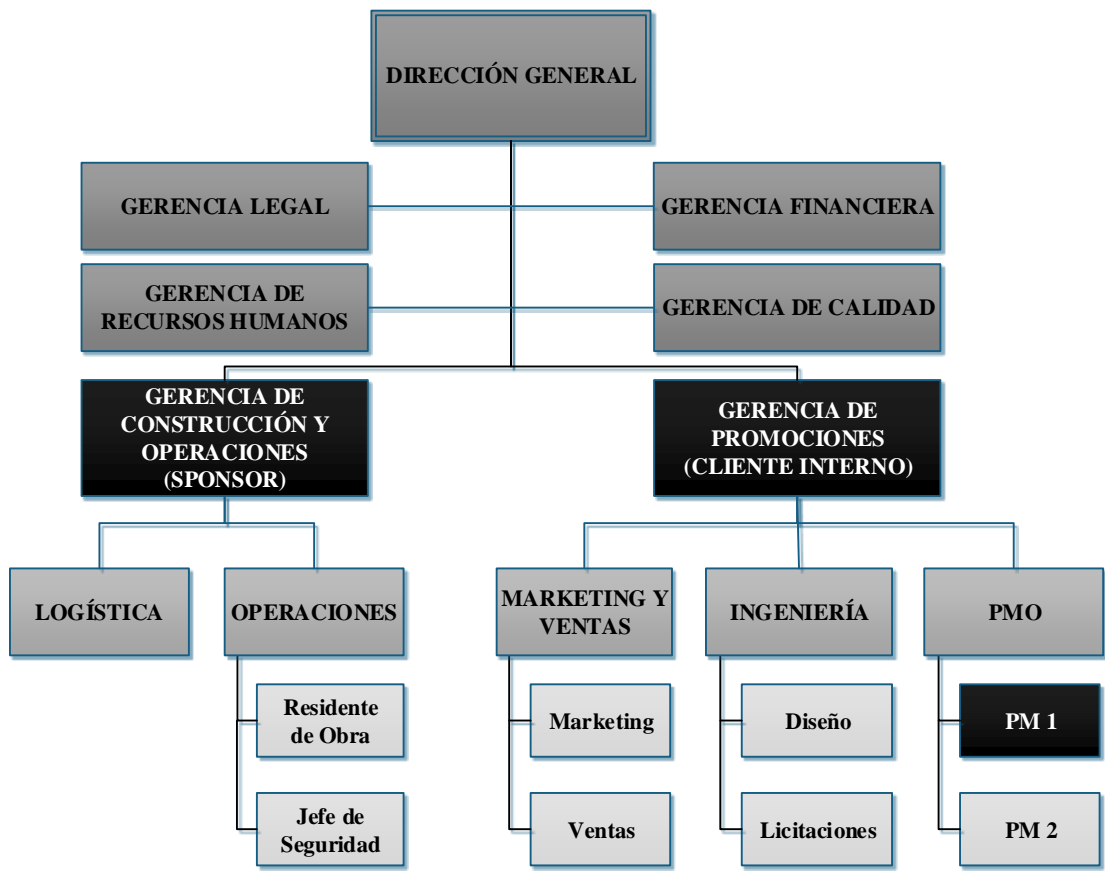 DIRECCIÓN GENERAL
GERENCIA LEGAL
GERENCIA FINANCIERA
GERENCIA DE
RECURSOS HUMANOS
GERENCIA DE CALIDAD
GERENCIA DE
CONSTRUCCIÓN Y
OPERACIONES
(SPONSOR)
GERENCIA DE
PROMOCIONES
(CLIENTE INTERNO)
LOGÍSTICA
OPERACIONES
MARKETING Y
VENTAS
INGENIERÍA
PMO
Residente
de Obra
Marketing
Diseño
PM 1
Jefe de
Seguridad
Ventas
Licitaciones
PM 2